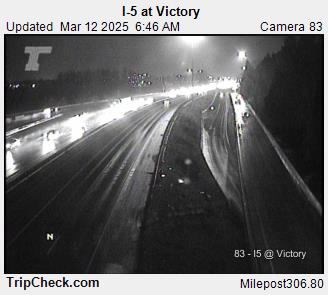 I-5 at Victory
Updated  Mar 12 2025  6:46 AM
Camera 83
T
N
83 - I5 @ Victory
TripCheck.com
Milepost306.80